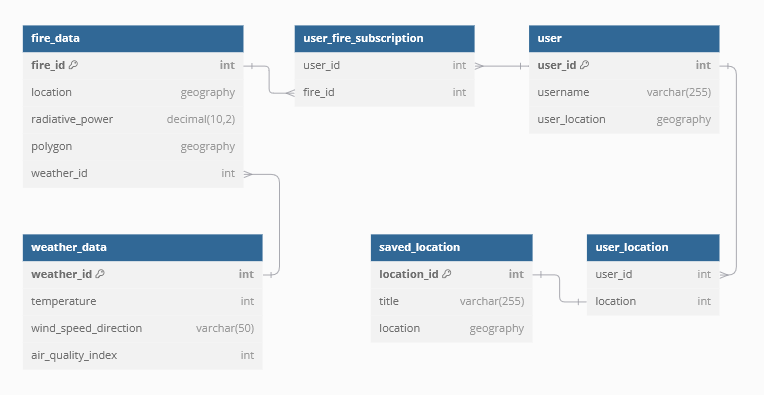 fire_data
fire_id int
location geography
radiative_power decimal(10,2)
polygon geography
weather_id int
user_fire_subscription
user_id int
fire_id int
user
user_id int
username varchar(255)
user_location geography
weather_data
weather_id int
temperature int
wind_speed_direction varchar(50)
air_quality_index int
saved_location
location_id int
title varchar(255)
location geography
user_location
user_id int
location int